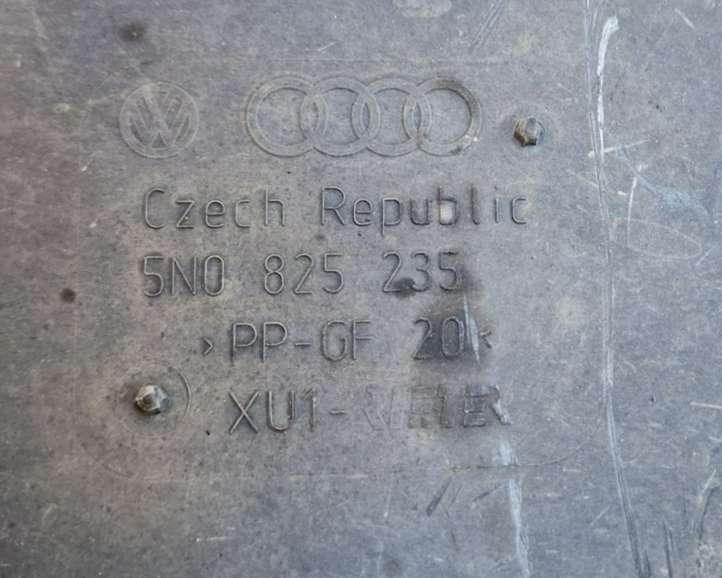 Czech Republic
5N0 825 235
>PP-GF 20<
XU1-